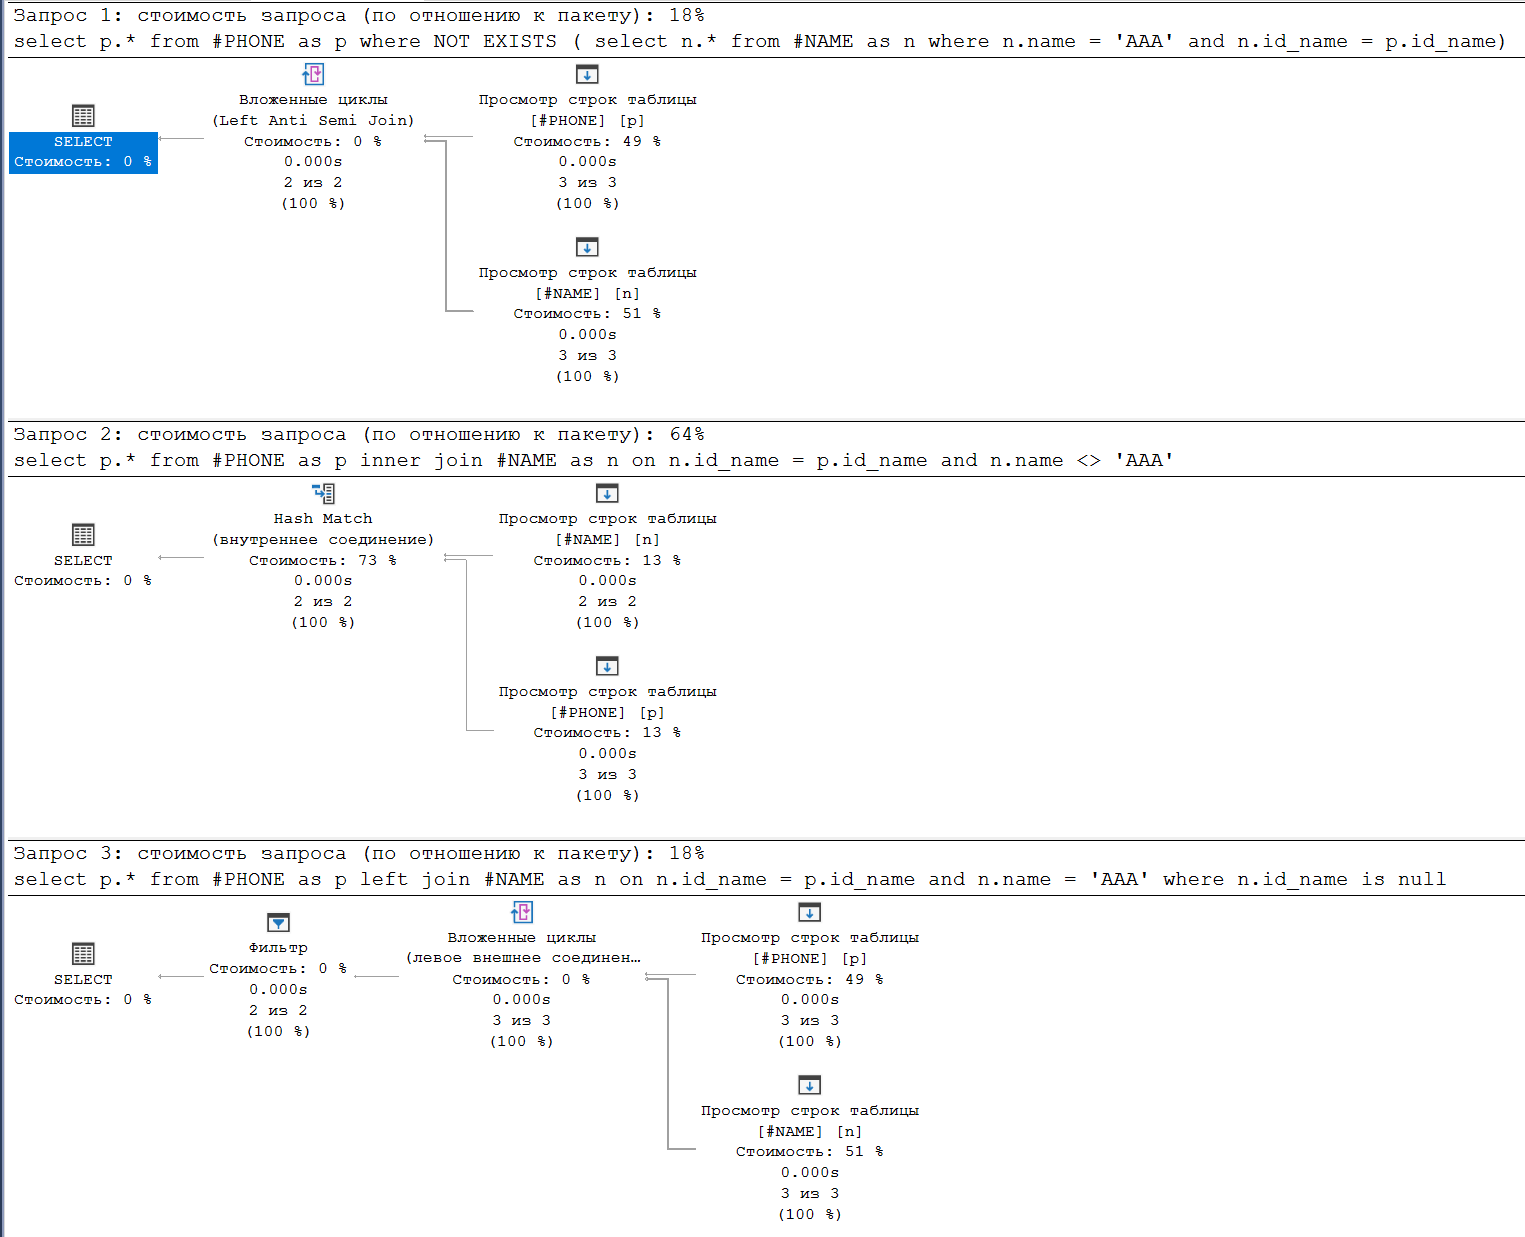 Запрос 1: стоимость запроса (по отношению к пакету): 18%
select p.* from #PHONE as p where NOT EXISTS ( select n.* from #NAME as n where n.name = 'AAA' and n.id_name = p.id_name)
SELECT
Стоимость: 0 %
Вложенные циклы
(Left Anti Semi Join)
Стоимость: 0 %
0.000s
2 из 2
(100 %)
Просмотр строк таблицы
[#PHONE] [p]
Стоимость: 49 %
0.000s
3 из 3
(100 %)
Просмотр строк таблицы
[#NAME] [n]
Стоимость: 51 %
0.000s
3 из 3
(100 %)
Запрос 2: стоимость запроса (по отношению к пакету): 64%
select p.* from #PHONE as p inner join #NAME as n on n.id_name = p.id_name and n.name <> 'AAA'
SELECT
Стоимость: 0 %
Hash Match
(внутреннее соединение)
Стоимость: 73 %
0.000s
2 из 2
(100 %)
Просмотр строк таблицы
[#NAME] [n]
Стоимость: 13 %
0.000s
2 из 2
(100 %)
Просмотр строк таблицы
[#PHONE] [p]
Стоимость: 13 %
0.000s
3 из 3
(100 %)
Запрос 3: стоимость запроса (по отношению к пакету): 18%
select p.* from #PHONE as p left join #NAME as n on n.id_name = p.id_name and n.name = 'AAA' where n.id_name is null
SELECT
Стоимость: 0 %
Фильтр
Стоимость: 0 %
0.000s
2 из 2
(100 %)
Вложенные циклы
(левое внешнее соединен…
Стоимость: 0 %
0.000s
3 из 3
(100 %)
Просмотр строк таблицы
[#PHONE] [p]
Стоимость: 49 %
0.000s
3 из 3
(100 %)
Просмотр строк таблицы
[#NAME] [n]
Стоимость: 51 %
0.000s
3 из 3
(100 %)